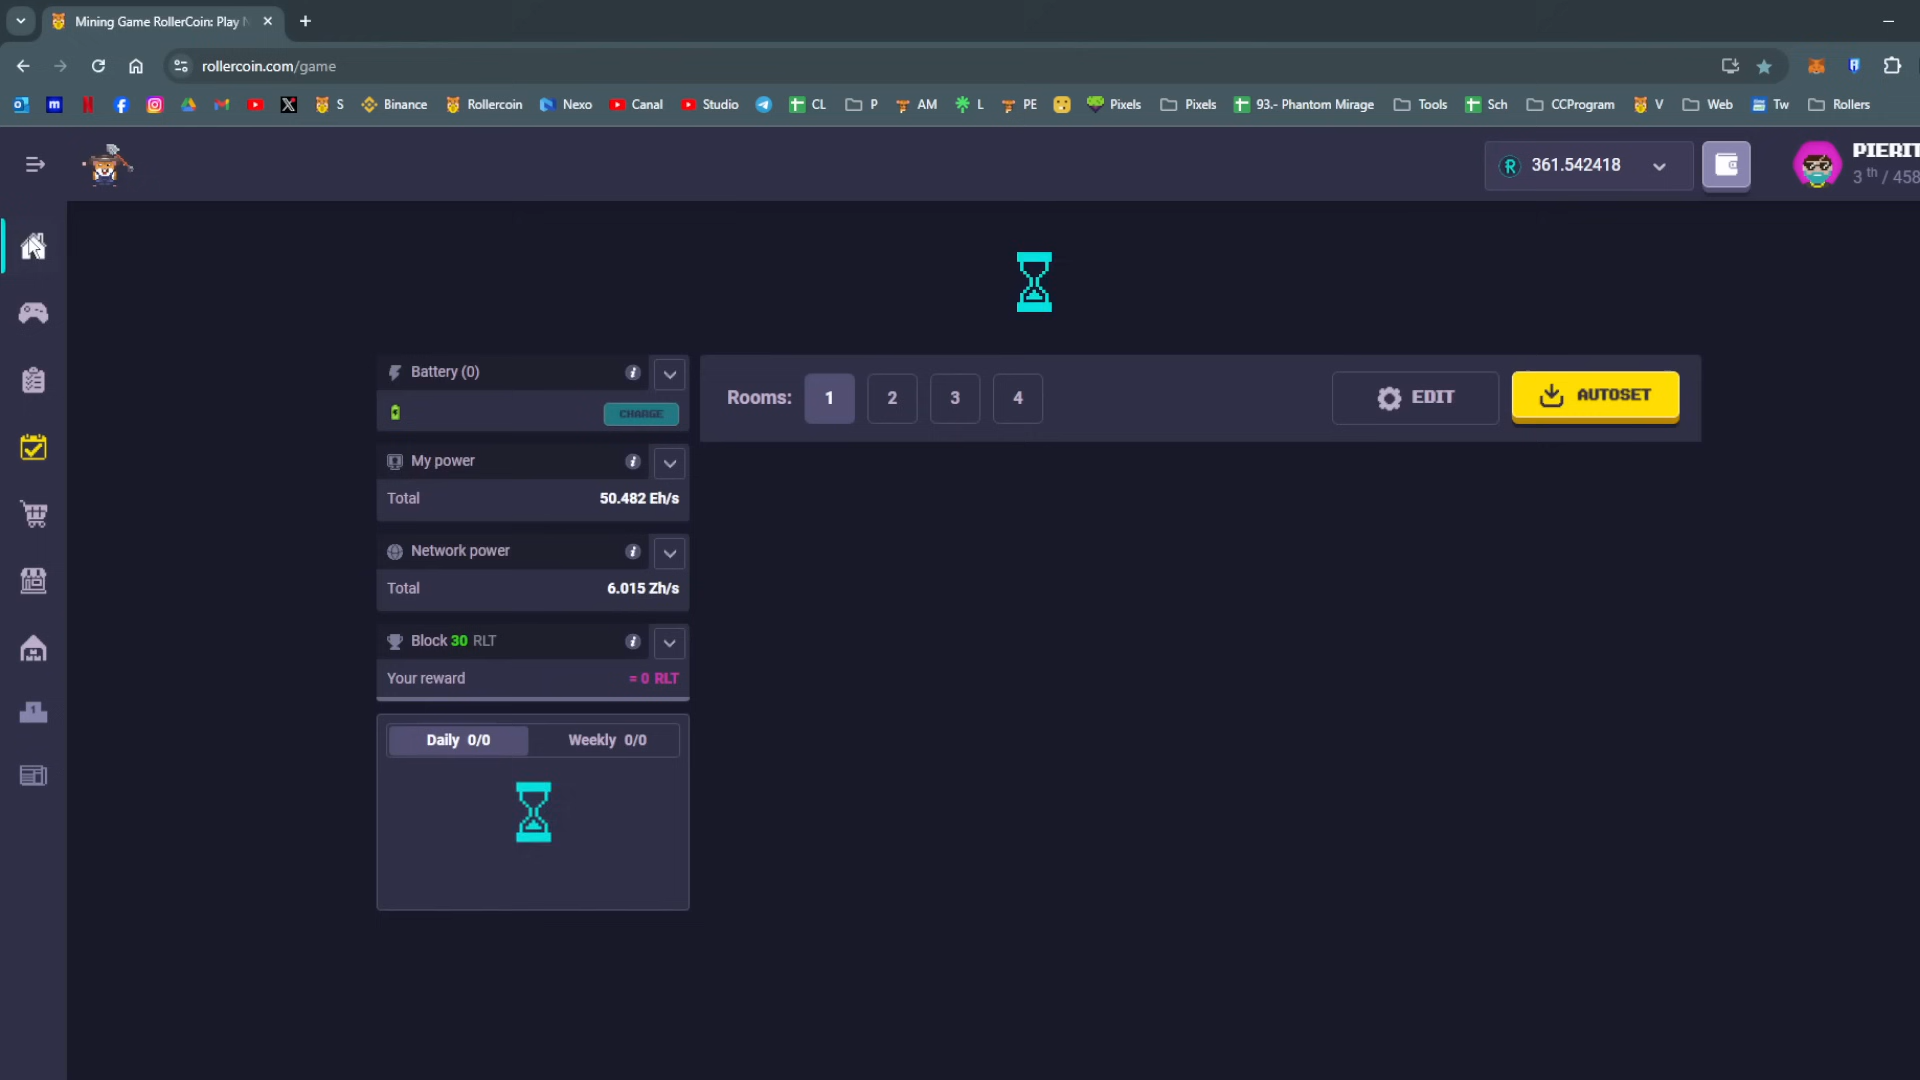 Mining Game RollerCoin: Play
rollercoin.com/game
S
Binance
Rollercoin
Nexo
Canal
Studio
CL
P
AM
L
PE
Pixels
Pixels
93.- Phantom Mirage
Tools
Sch
CCProgram
V
Web
Tw
Rollers
361.542418
PIERIT
3 th / 458
Battery (0)
CHARGE
My power
Total 50.482 Eh/s
Network power
Total 6.015 Zh/s
Block 30 RLT
Your reward = 0 RLT
Daily 0/0 Weekly 0/0
Rooms: 1 2 3 4
EDIT
AUTOSET